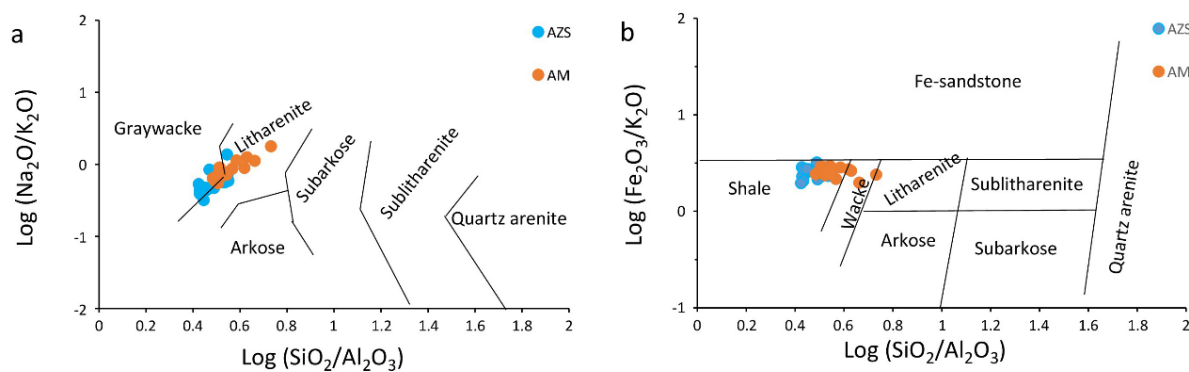 a
2
1
0
-1
-2
0
0.2
0.4
0.6
0.8
1
1.2
1.4
1.6
1.8
2
Log (Na₂O/K₂O)
Log (SiO₂/Al₂O₃)
AZS
AM
Graywacke
Litharenite
Subarkose
Sublitharenite
Arkose
Quartz arenite
b
2
1
0
-1
0
0.2
0.4
0.6
0.8
1
1.2
1.4
1.6
1.8
2
Log (Fe₂O₃/K₂O)
Log (SiO₂/Al₂O₃)
AZS
AM
Fe-sandstone
Shale
Wacke
Litharenite
Sublitharenite
Arkose
Subarkose
Quartz arenite